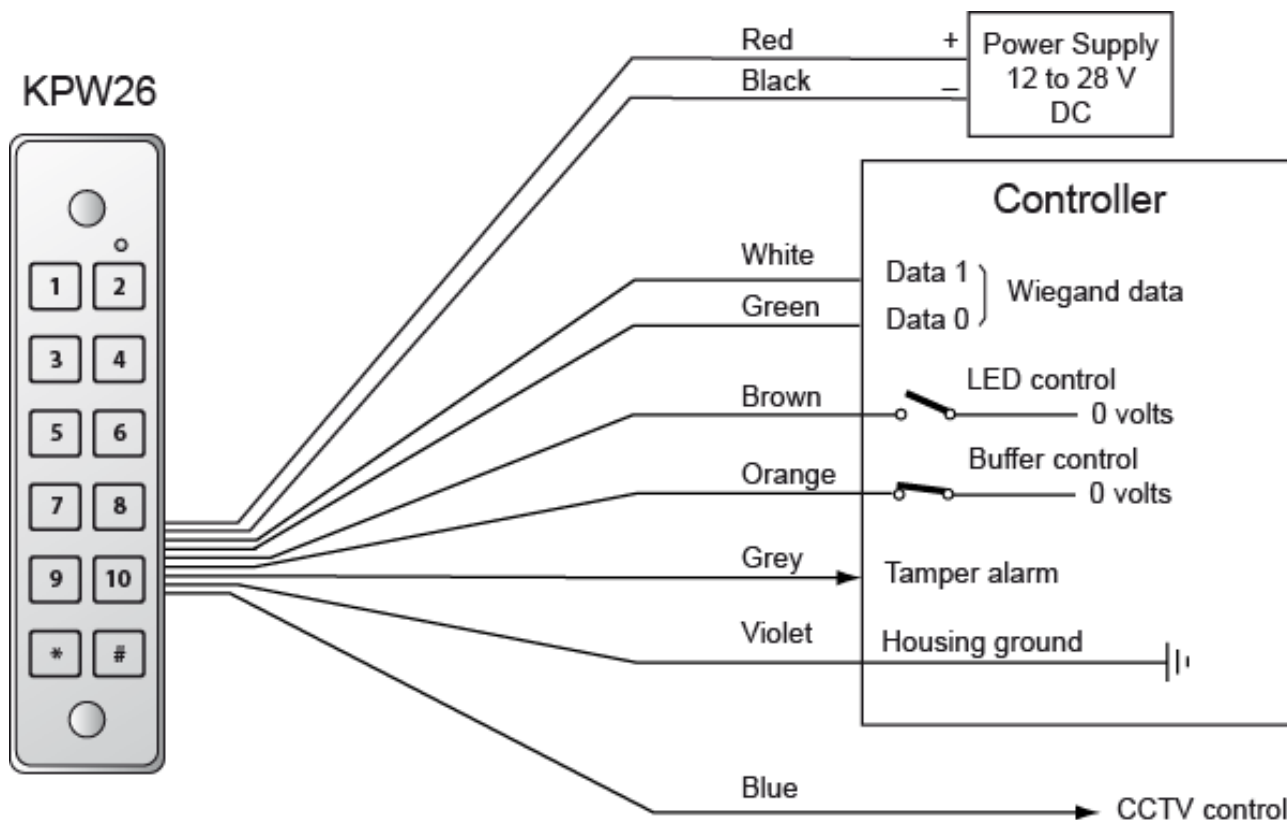 KPW26
1 2
3 4
5 6
7 8
9 10
* #
Red +
Black –
Power Supply
12 to 28 V
DC
Controller
White
Data 1
Green
Data 0
Wiegand data
Brown
LED control
0 volts
Orange
Buffer control
0 volts
Grey
Tamper alarm
Violet
Housing ground
Blue
CCTV control